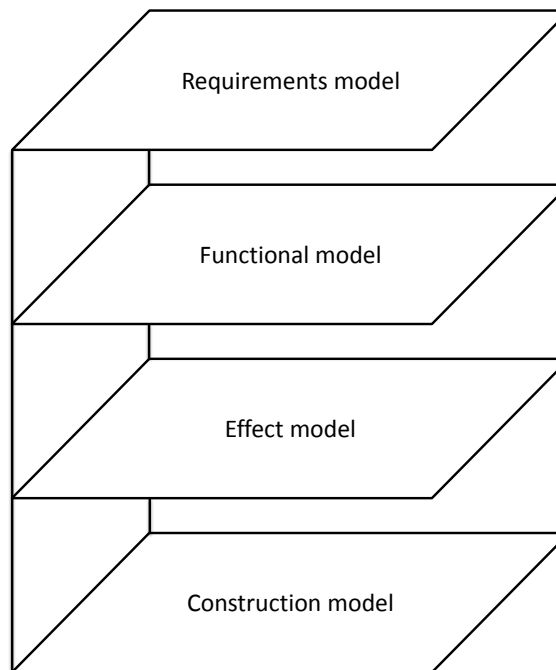 Requirements model
Functional model
Effect model
Construction model